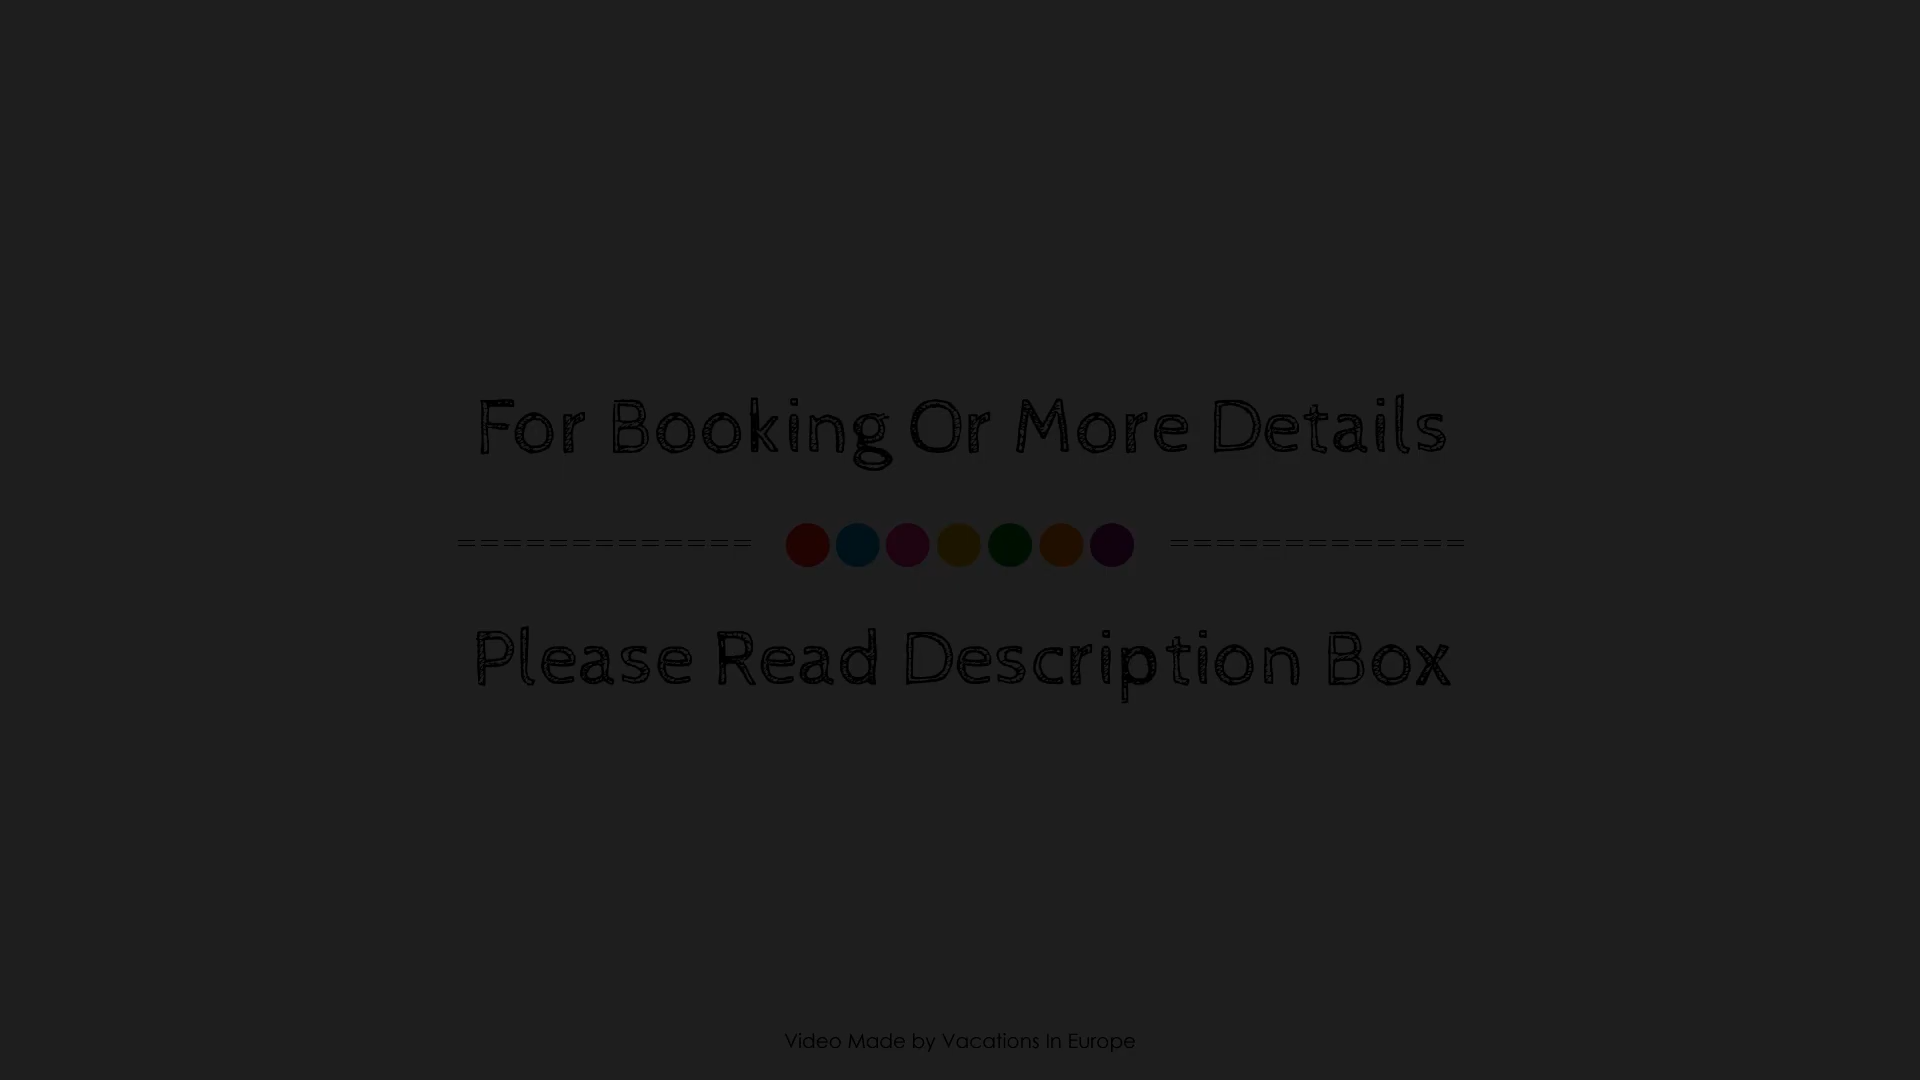 For Booking Or More Details
============= =============
Please Read Description Box
Video Made by Vacations In Europe